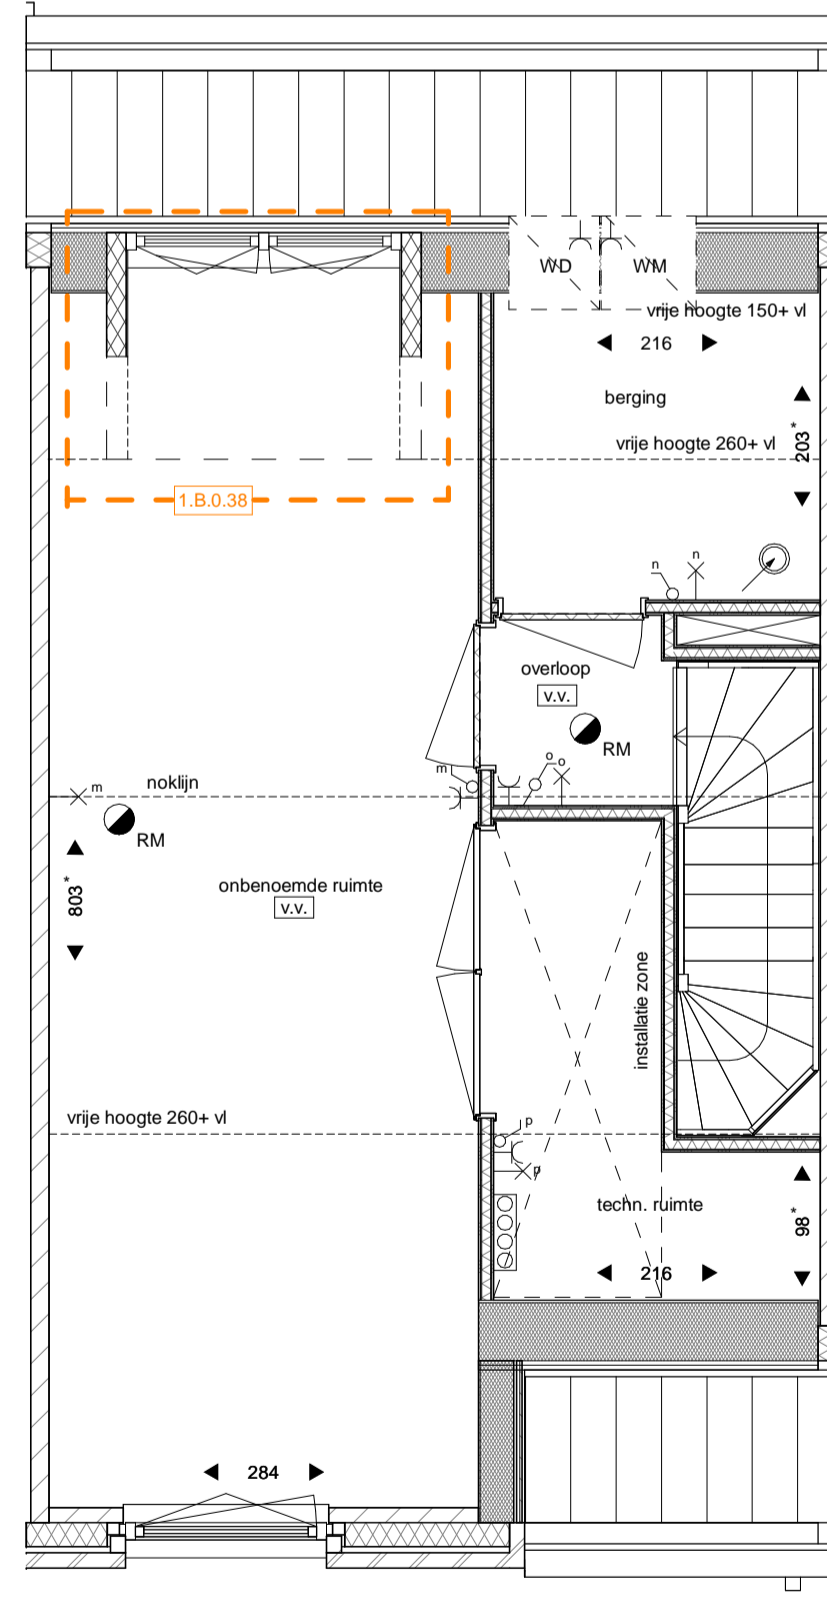 WD
WM
vrije hoogte 150+ vl
216
berging
203*
vrije hoogte 260+ vl
1.B.0.38
n
n
overloop
v.v.
RM
m
noklijn
m
o
o
RM
803*
onbenoemde ruimte
v.v.
installatie zone
vrije hoogte 260+ vl
p
p
techn. ruimte
98*
216
284